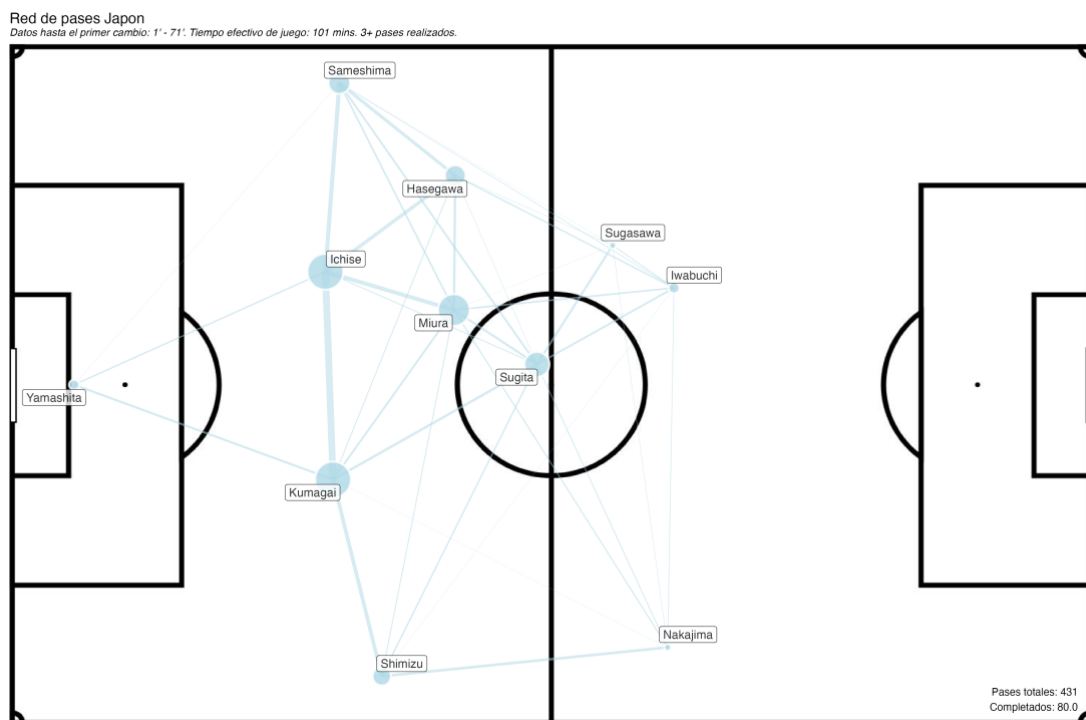 Red de pases Japon
Datos hasta el primer cambio: 1' - 71'. Tiempo efectivo de juego: 101 mins. 3+ pases realizados.
Sameshima
Hasegawa
Sugasawa
Ichise
Iwabuchi
Miura
Sugita
Yamashita
Kumagai
Nakajima
Shimizu
Pases totales: 431
Completados: 80.0